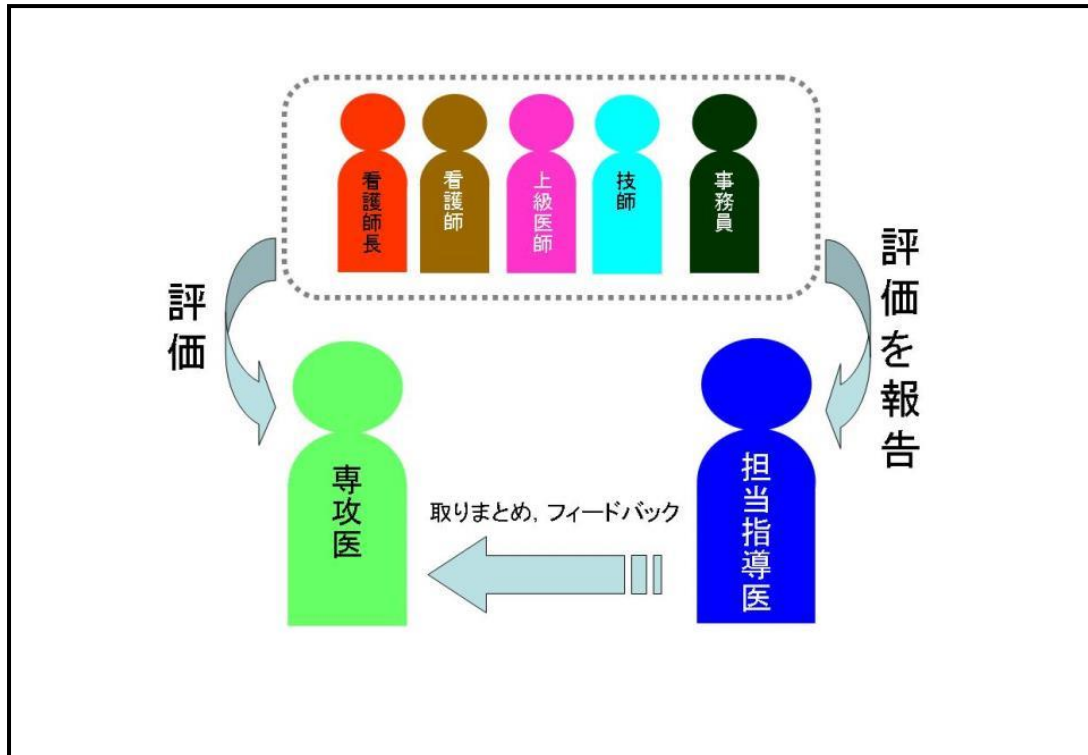 看護師長
看護師
上級医師
技師
事務員
評価
評価を報告
専攻医
担当指導医
取りまとめ，フィードバック